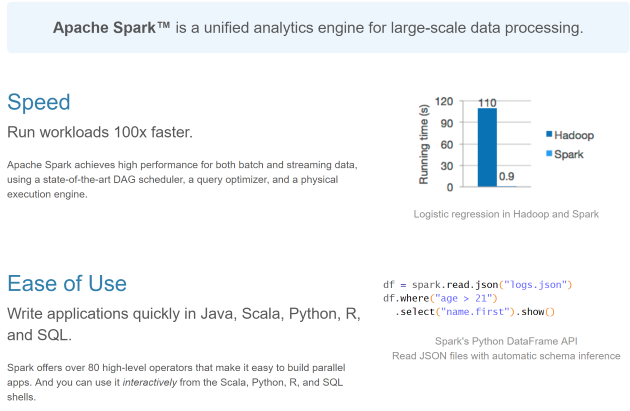 Apache Spark™ is a unified analytics engine for large-scale data processing.
Speed
Run workloads 100x faster.
Apache Spark achieves high performance for both batch and streaming data,
using a state-of-the-art DAG scheduler, a query optimizer, and a physical
execution engine.
Running time (s)
120
90
60
30
0
110
0.9
Hadoop
Spark
Logistic regression in Hadoop and Spark
Ease of Use
Write applications quickly in Java, Scala, Python, R,
and SQL.
Spark offers over 80 high-level operators that make it easy to build parallel
apps. And you can use it interactively from the Scala, Python, R, and SQL
shells.
df = spark.read.json("logs.json")
df.where("age > 21")
  .select("name.first").show()
Spark's Python DataFrame API
Read JSON files with automatic schema inference